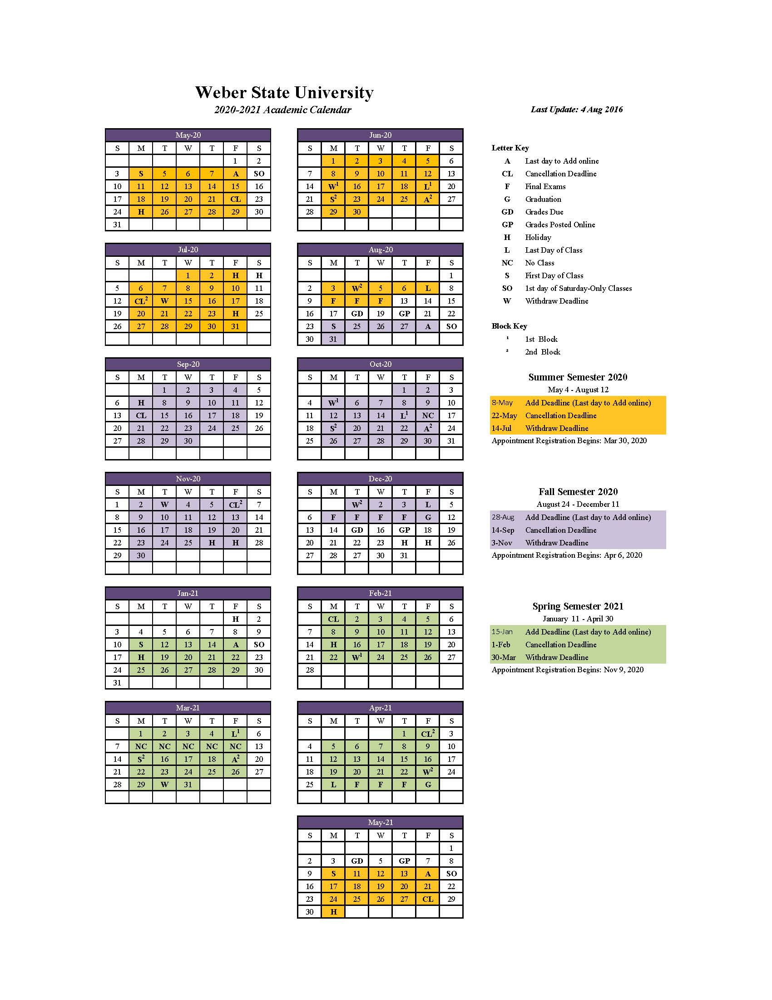 Weber State University
2020-2021 Academic Calendar
Last Update: 4 Aug 2016
May-20
S M T W T F S
1 2
3 S 5 6 7 A SO
10 11 12 13 14 15 16
17 18 19 20 21 CL 23
24 H 26 27 28 29 30
31
Jun-20
S M T W T F S
1 2 3 4 5 6
7 8 9 10 11 12 13
14 W¹ 16 17 18 L¹ 20
21 S² 23 24 25 A² 27
28 29 30
Letter Key
A Last day to Add online
CL Cancellation Deadline
F Final Exams
G Graduation
GD Grades Due
GP Grades Posted Online
H Holiday
L Last Day of Class
NC No Class
S First Day of Class
SO 1st day of Saturday-Only Classes
W Withdraw Deadline
Block Key
¹ 1st Block
² 2nd Block
Jul-20
S M T W T F S
1 2 H H
5 6 7 8 9 10 11
12 CL² W 15 16 17 18
19 20 21 22 23 H 25
26 27 28 29 30 31
Aug-20
S M T W T F S
1
2 3 W² 5 6 L 8
9 F F F 13 14 15
16 17 GD 19 GP 21 22
23 S 25 26 27 A SO
30 31
Sep-20
S M T W T F S
1 2 3 4 5
6 H 8 9 10 11 12
13 CL 15 16 17 18 19
20 21 22 23 24 25 26
27 28 29 30
Oct-20
S M T W T F S
1 2 3
4 W¹ 6 7 8 9 10
11 12 13 14 L¹ NC 17
18 S² 20 21 22 A² 24
25 26 27 28 29 30 31
Summer Semester 2020
May 4 - August 12
8-May Add Deadline (Last day to Add online)
22-May Cancellation Deadline
14-Jul Withdraw Deadline
Appointment Registration Begins: Mar 30, 2020
Nov-20
S M T W T F S
1 2 W 4 5 CL² 7
8 9 10 11 12 13 14
15 16 17 18 19 20 21
22 23 24 25 H H 28
29 30
Dec-20
S M T W T F S
W² 2 3 L 5
6 F F F F G 12
13 14 GD 16 GP 18 19
20 21 22 23 H H 26
27 28 27 30 31
Fall Semester 2020
August 24 - December 11
28-Aug Add Deadline (Last day to Add online)
14-Sep Cancellation Deadline
3-Nov Withdraw Deadline
Appointment Registration Begins: Apr 6, 2020
Jan-21
S M T W T F S
H 2
3 4 5 6 7 8 9
10 S 12 13 14 A SO
17 H 19 20 21 22 23
24 25 26 27 28 29 30
31
Feb-21
S M T W T F S
CL 2 3 4 5 6
7 8 9 10 11 12 13
14 H 16 17 18 19 20
21 22 W¹ 24 25 26 27
28
Spring Semester 2021
January 11 - April 30
15-Jan Add Deadline (Last day to Add online)
1-Feb Cancellation Deadline
30-Mar Withdraw Deadline
Appointment Registration Begins: Nov 9, 2020
Mar-21
S M T W T F S
1 2 3 4 L¹ 6
7 NC NC NC NC NC 13
14 S² 16 17 18 A² 20
21 22 23 24 25 26 27
28 29 W 31
Apr-21
S M T W T F S
1 CL² 3
4 5 6 7 8 9 10
11 12 13 14 15 16 17
18 19 20 21 22 W² 24
25 L F F F G
May-21
S M T W T F S
1
2 3 GD 5 GP 7 8
9 S 11 12 13 A SO
16 17 18 19 20 21 22
23 24 25 26 27 CL 29
30 H